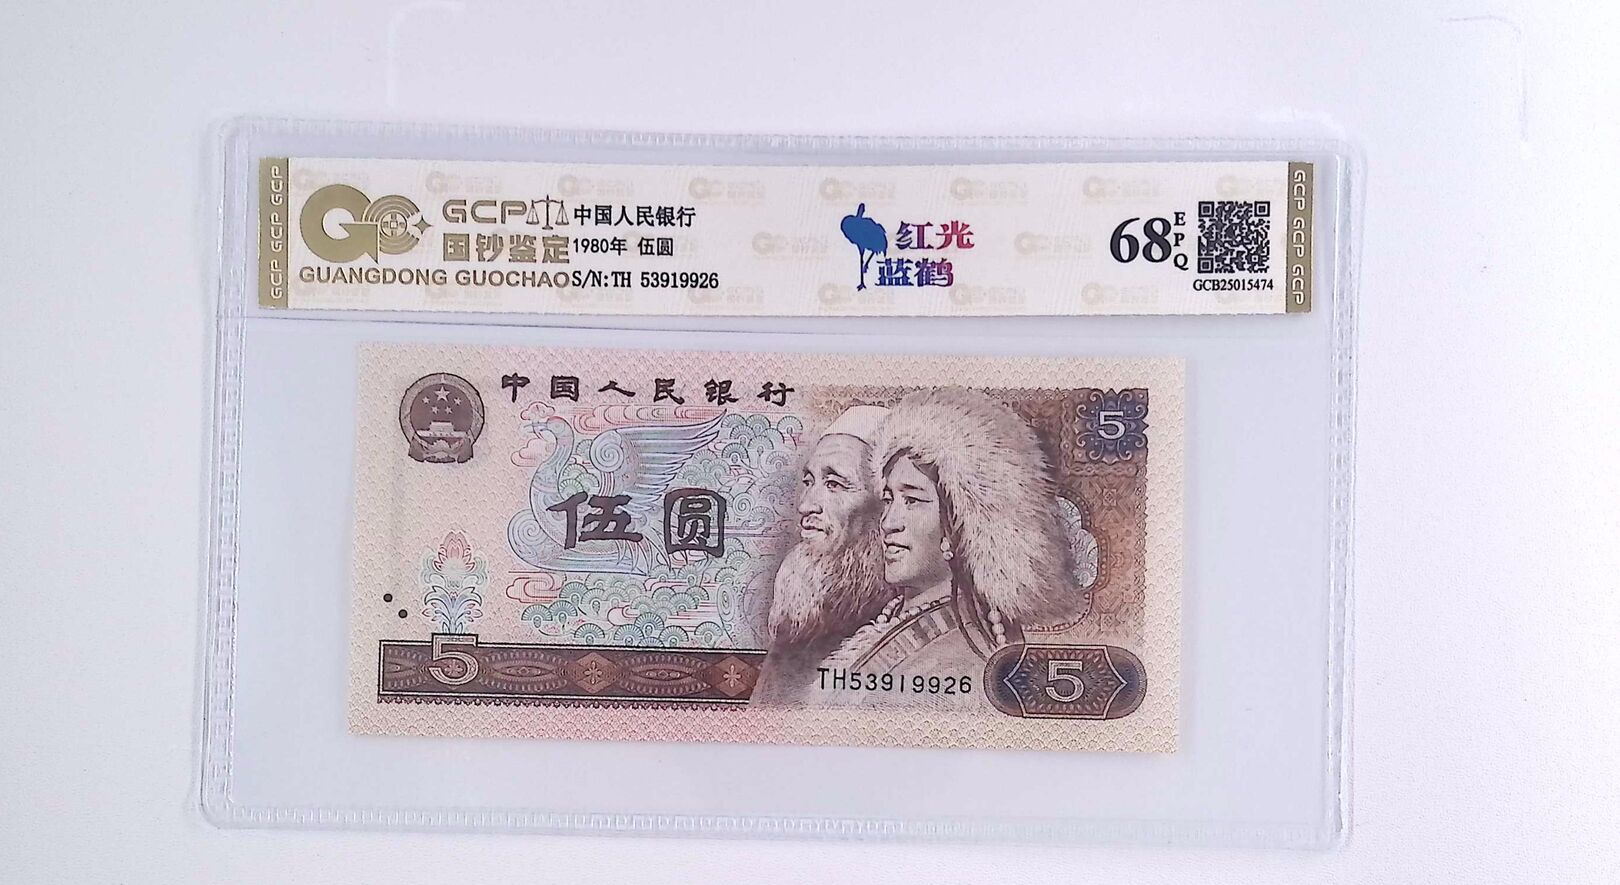 GCP GCP GCP
GCP
国钞鉴定
GUANGDONG GUOCHAO
中国人民银行
1980年 伍圆
S/N:TH 53919926
红光
蓝鹤
68
EPQ
GCB25015474
GCP GCP GCP
中国人民银行
5
伍圆
5
TH53919926
5